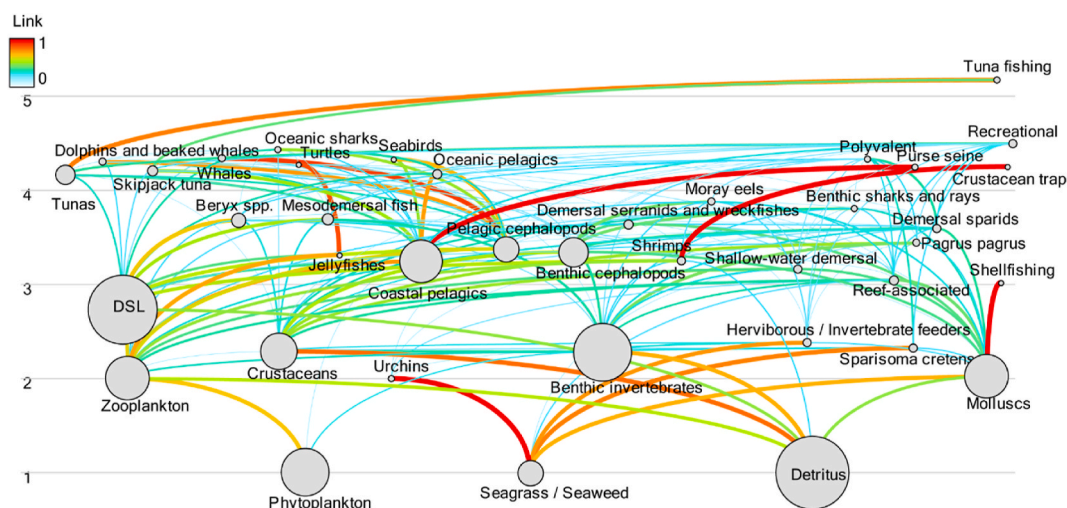 Link
1
0
Tuna fishing
5
Recreational
Oceanic sharks
Seabirds
Polyvalent
Dolphins and beaked whales
Turtles
Oceanic pelagics
Purse seine
Whales
Crustacean trap
Skipjack tuna
4
Moray eels
Benthic sharks and rays
Tunas
Beryx spp.
Mesodemersal fish
Demersal serranids and wreckfishes
Demersal sparids
Pelagic cephalopods
Shrimps
Pagrus pagrus
Shallow-water demersal
Jellyfishes
Benthic cephalopods
Shellfishing
3
Coastal pelagics
Reef-associated
DSL
Herviborous / Invertebrate feeders
Sparisoma cretens
Urchins
Crustaceans
2
Benthic invertebrates
Zooplankton
Molluscs
1
Detritus
Seagrass / Seaweed
Phytoplankton